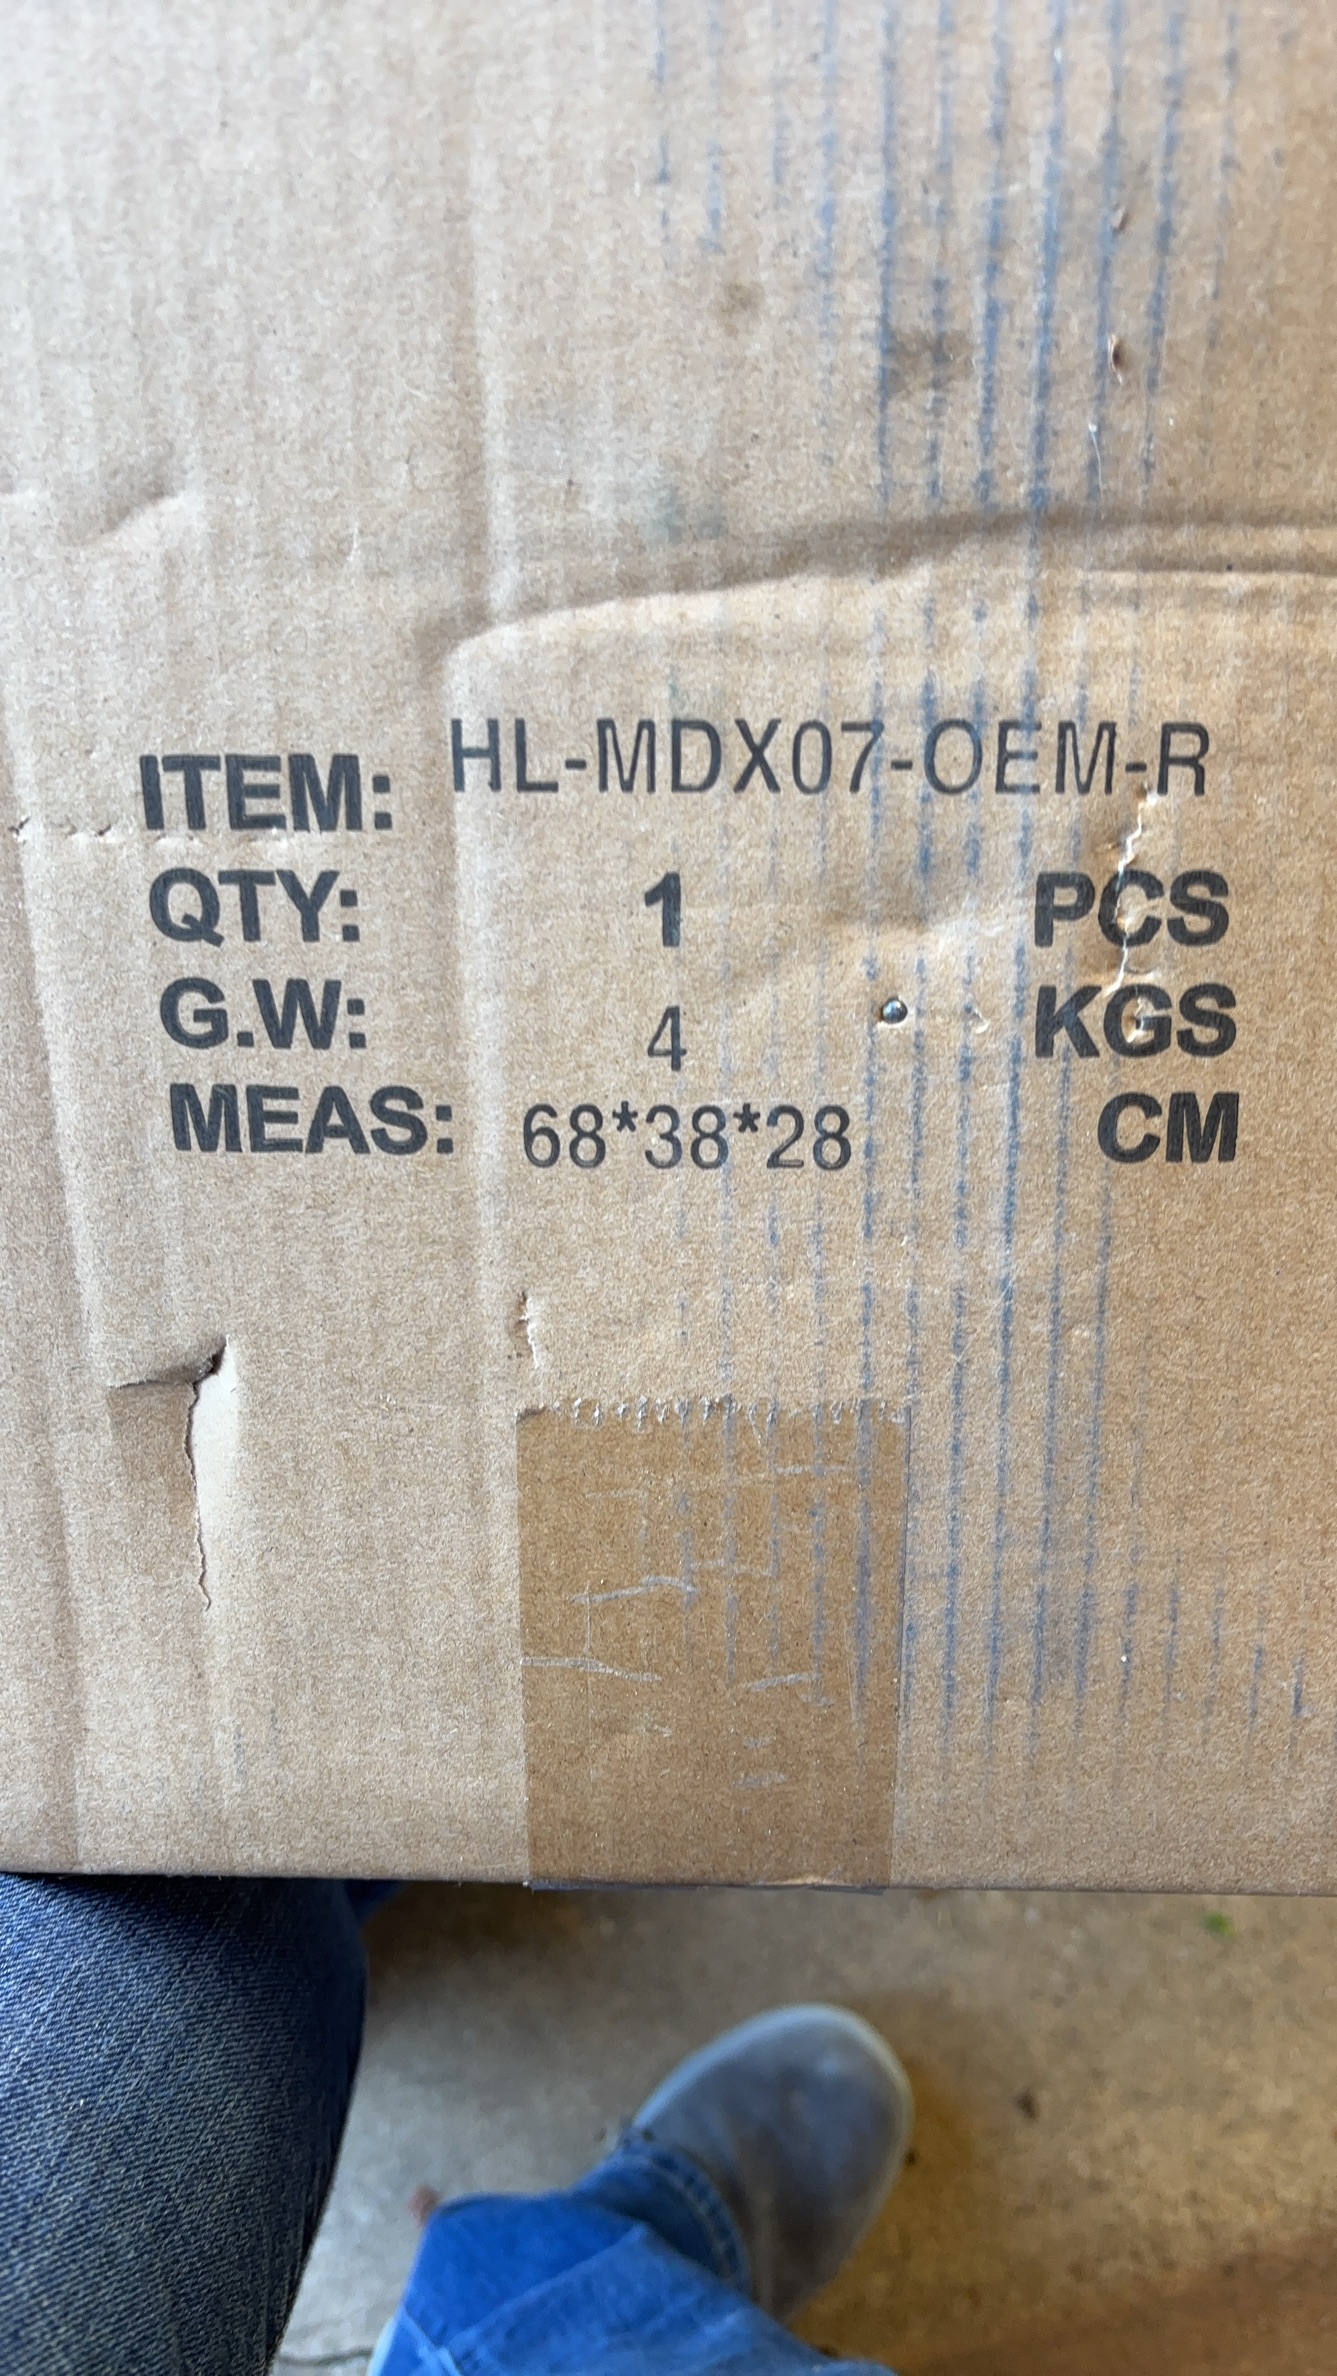 ITEM: HL-MDX07-OEM-R
QTY: 1 PCS
G.W: 4 KGS
MEAS: 68*38*28 CM